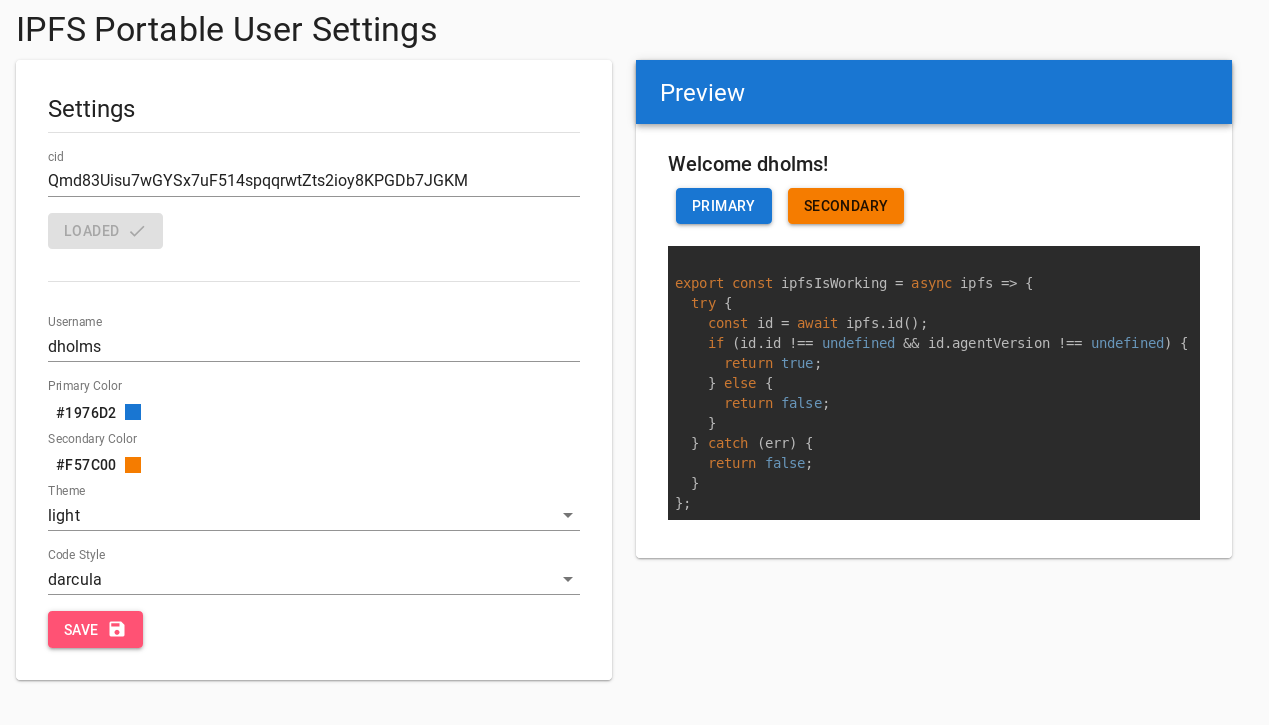 IPFS Portable User Settings
Settings
cid
Qmd83Uisu7wGYSx7uF514spqqrwtZts2ioy8KPGDb7JGKM
LOADED
Username
dholms
Primary Color
#1976D2
Secondary Color
#F57C00
Theme
light
Code Style
darcula
SAVE
Preview
Welcome dholms!
PRIMARY SECONDARY
export const ipfsIsWorking = async ipfs => {
  try {
    const id = await ipfs.id();
    if (id.id !== undefined && id.agentVersion !== undefined) {
      return true;
    } else {
      return false;
    }
  } catch (err) {
    return false;
  }
};